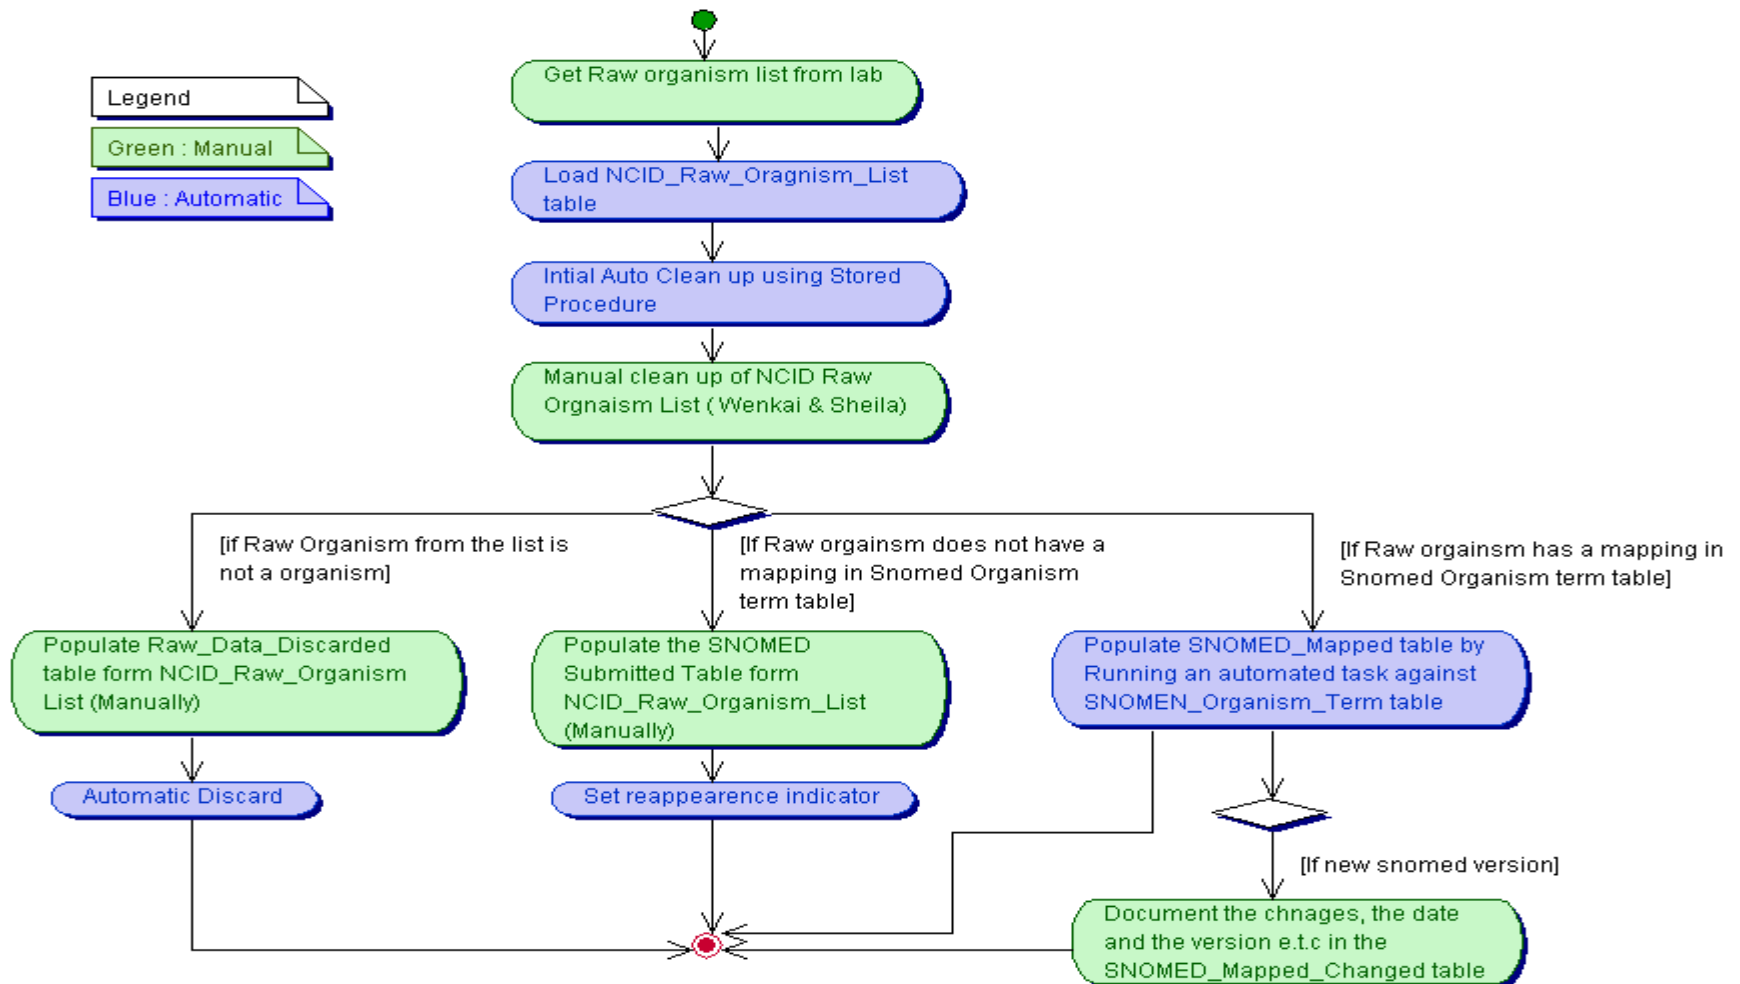 Legend
Green : Manual
Blue : Automatic
Get Raw organism list from lab
Load NCID_Raw_Oragnism_List
table
Intial Auto Clean up using Stored
Procedure
Manual clean up of NCID Raw
Orgnaism List ( Wenkai & Sheila)
[if Raw Organism from the list is
not a organism]
[If Raw orgainsm does not have a
mapping in Snomed Organism
term table]
[If Raw orgainsm has a mapping in
Snomed Organism term table]
Populate Raw_Data_Discarded
table form NCID_Raw_Organism
List (Manually)
Populate the SNOMED
Submitted Table form
NCID_Raw_Organism_List
(Manually)
Populate SNOMED_Mapped table by
Running an automated task against
SNOMEN_Organism_Term table
Automatic Discard
Set reappearence indicator
[If new snomed version]
Document the chnages, the date
and the version e.t.c in the
SNOMED_Mapped_Changed table